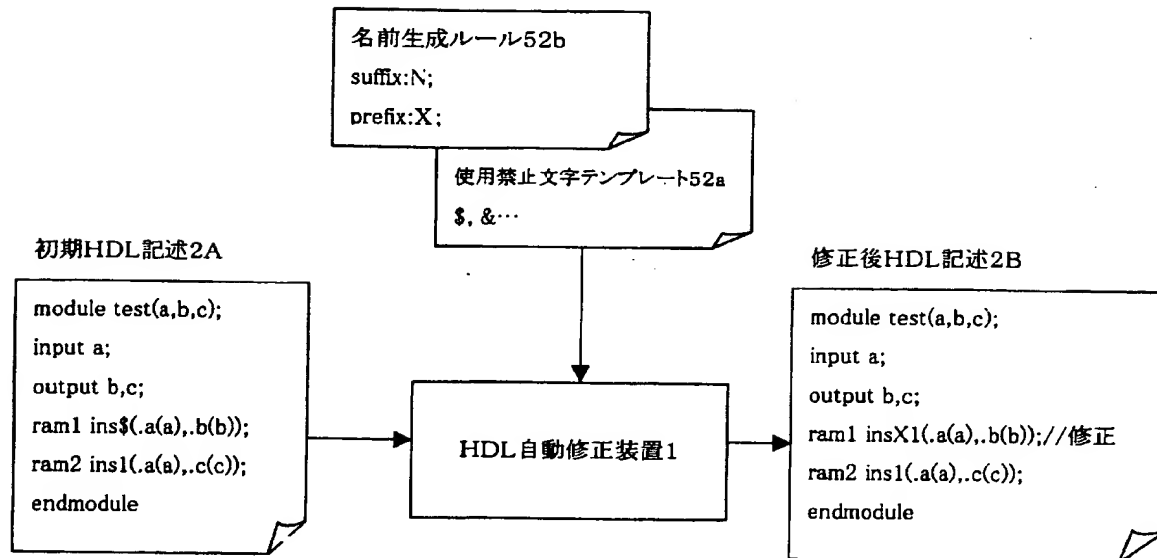 名前生成ルール52b
suffix:N;
prefix:X;
使用禁止文字テンプレート52a
$, &…
初期HDL記述2A
module test(a,b,c);
input a;
output b,c;
ram1 ins$(.a(a),.b(b));
ram2 ins1(.a(a),.c(c));
endmodule
HDL自動修正装置1
修正後HDL記述2B
module test(a,b,c);
input a;
output b,c;
ram1 insX1(.a(a),.b(b));//修正
ram2 ins1(.a(a),.c(c));
endmodule